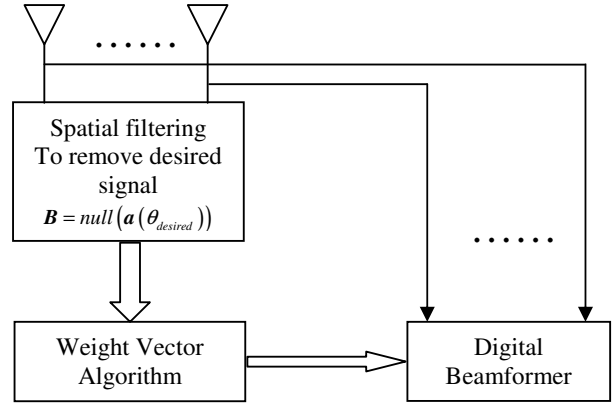 Spatial filtering
To remove desired
signal
B = null(a(θ_desired))
Weight Vector
Algorithm
Digital
Beamformer